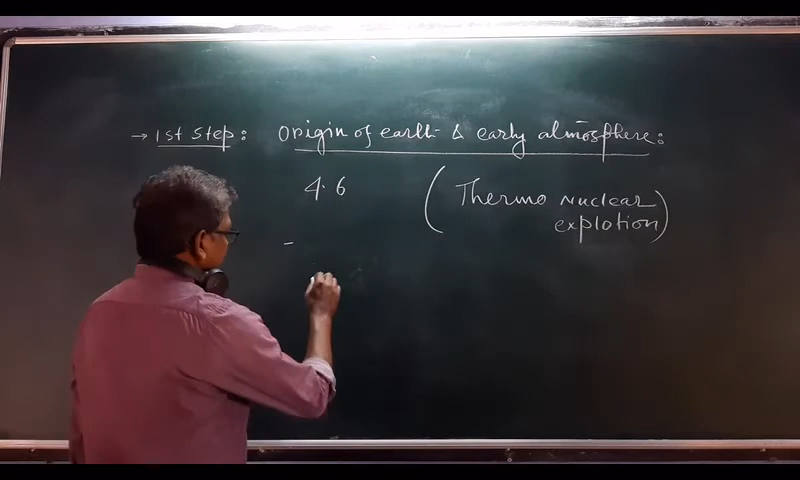 → 1st Step: Origin of earth & early atmosphere:
4.6 (Thermo nuclear
explotion)
-